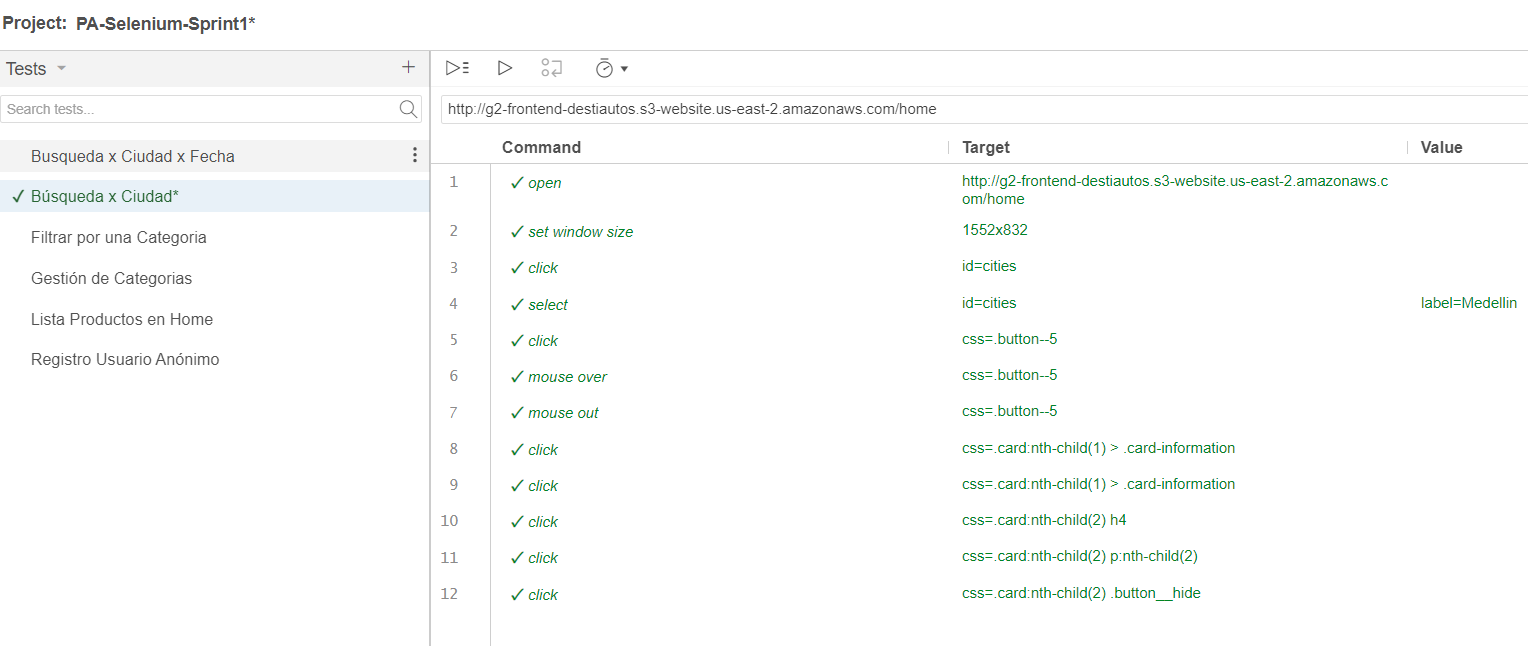 Project: PA-Selenium-Sprint1*
Tests
Search tests...
Busqueda x Ciudad x Fecha
Búsqueda x Ciudad*
Filtrar por una Categoria
Gestión de Categorias
Lista Productos en Home
Registro Usuario Anónimo
http://g2-frontend-destiautos.s3-website.us-east-2.amazonaws.com/home
Command Target Value
1 open http://g2-frontend-destiautos.s3-website.us-east-2.amazonaws.c
om/home
2 set window size 1552x832
3 click id=cities
4 select id=cities label=Medellin
5 click css=.button--5
6 mouse over css=.button--5
7 mouse out css=.button--5
8 click css=.card:nth-child(1) > .card-information
9 click css=.card:nth-child(1) > .card-information
10 click css=.card:nth-child(2) h4
11 click css=.card:nth-child(2) p:nth-child(2)
12 click css=.card:nth-child(2) .button__hide